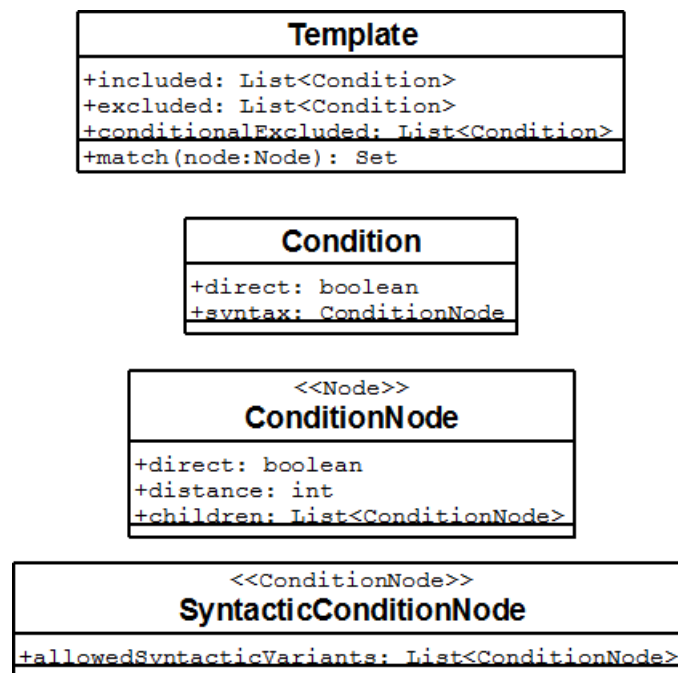 Template
+included: List<Condition>
+excluded: List<Condition>
+conditionalExcluded: List<Condition>
+match(node:Node): Set
Condition
+direct: boolean
+syntax: ConditionNode
<<Node>>
ConditionNode
+direct: boolean
+distance: int
+children: List<ConditionNode>
<<ConditionNode>>
SyntacticConditionNode
+allowedSyntacticVariants: List<ConditionNode>